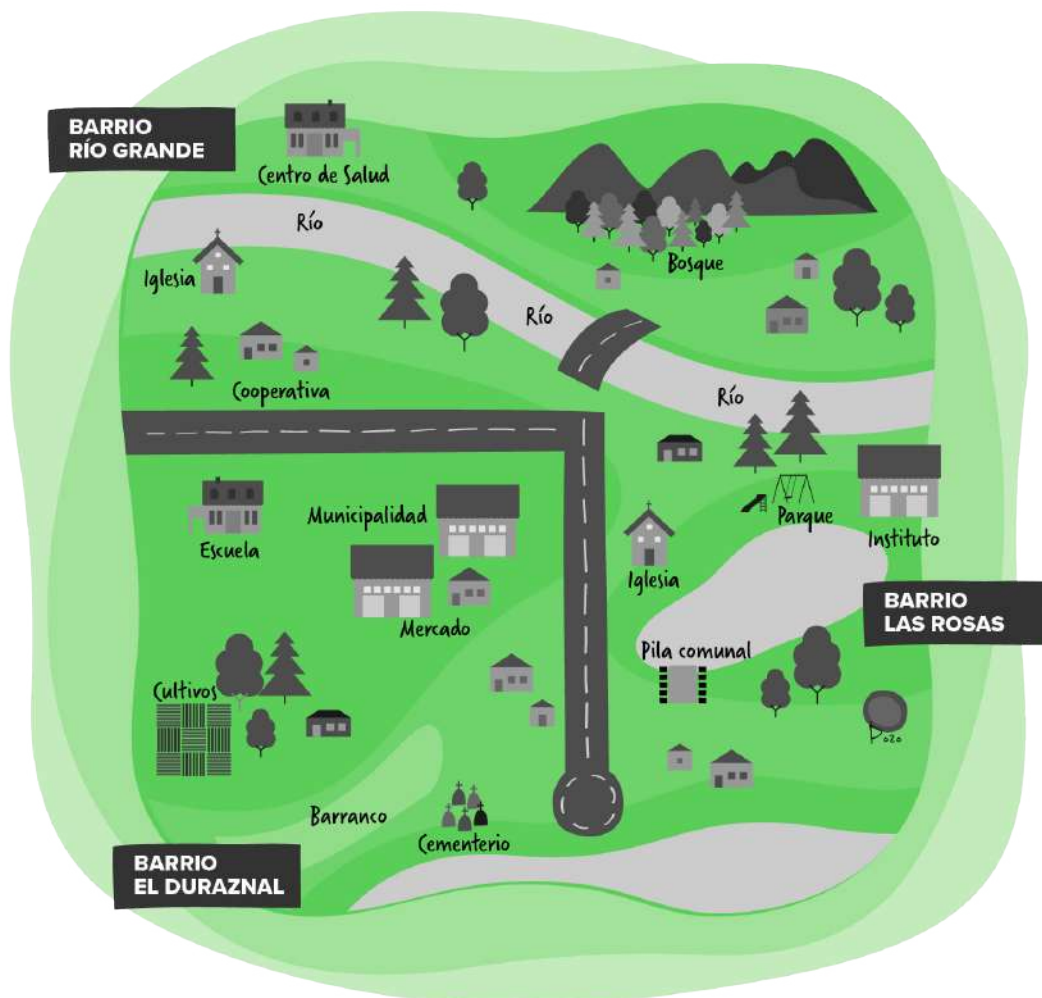 BARRIO
RÍO GRANDE
Centro de Salud
Río
Bosque
Iglesia
Río
Cooperativa
Río
Municipalidad
Parque
Escuela
Iglesia
Instituto
Mercado
BARRIO
LAS ROSAS
Pila comunal
Cultivos
Pozo
Barranco
Cementerio
BARRIO
EL DURAZNAL